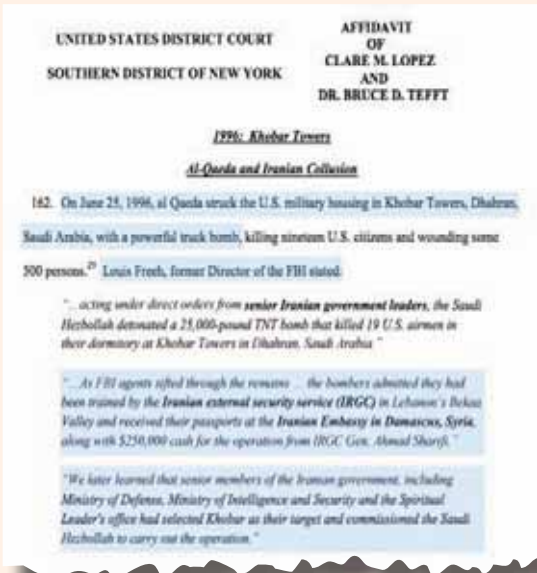 UNITED STATES DISTRICT COURT
SOUTHERN DISTRICT OF NEW YORK
AFFIDAVIT
OF
CLARE M. LOPEZ
AND
DR. BRUCE D. TEFFT
1996: Khobar Towers
Al-Qaeda and Iranian Collusion
162. On June 25, 1996, al Qaeda struck the U.S. military housing in Khobar Towers, Dhahran,
Saudi Arabia, with a powerful truck bomb, killing nineteen U.S. citizens and wounding some
500 persons. Louis Freeh, former Director of the FBI stated:
"... acting under direct orders from senior Iranian government leaders, the Saudi
Hezbollah detonated a 25,000-pound TNT bomb that killed 19 U.S. airmen in
their dormitory at Khobar Towers in Dhahran, Saudi Arabia."
"... As FBI agents sifted through the remains ... the bombers admitted they had
been trained by the Iranian external security service (IRGC) in Lebanon's Bekaa
Valley and received their passports at the Iranian Embassy in Damascus, Syria,
along with $250,000 cash for the operation from IRGC Gen. Ahmad Sharifi."
"We later learned that senior members of the Iranian government, including
Ministry of Defense, Ministry of Intelligence and Security and the Spiritual
Leader's office had selected Khobar as their target and commissioned the Saudi
Hezbollah to carry out the operation."